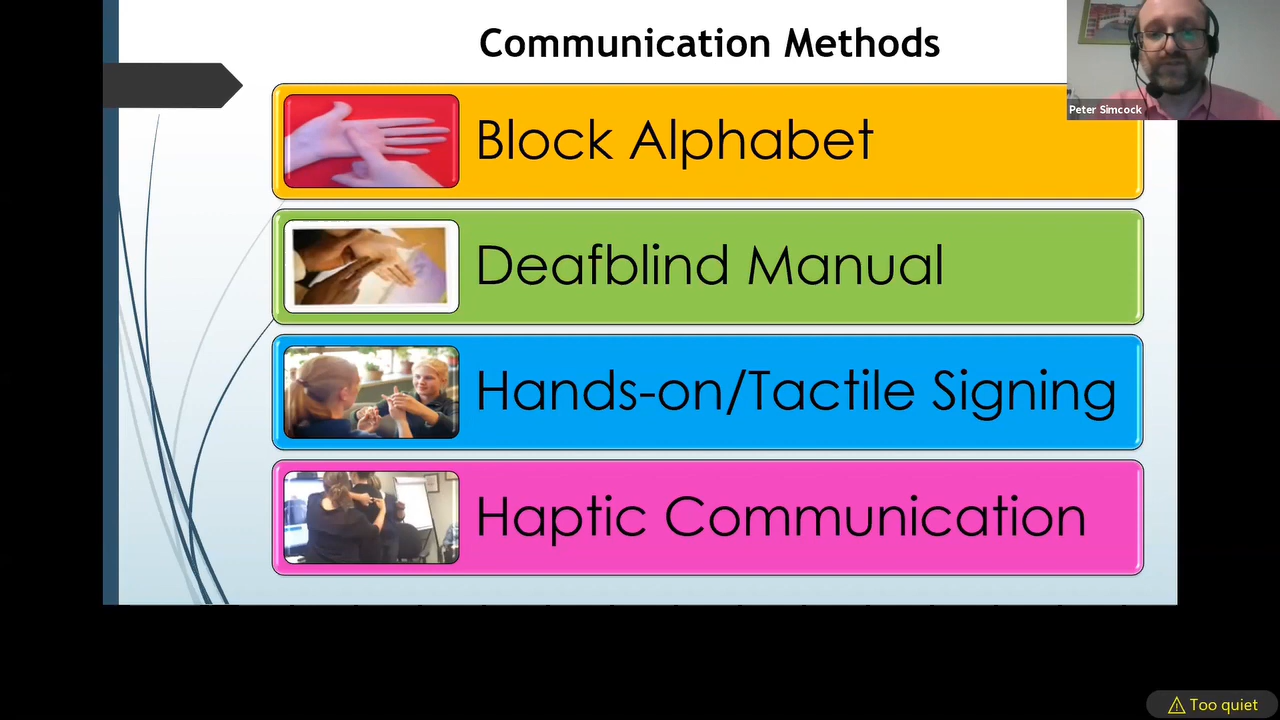 Communication Methods
Peter Simcock
Block Alphabet
Deafblind Manual
Hands-on/Tactile Signing
Haptic Communication
Too quiet